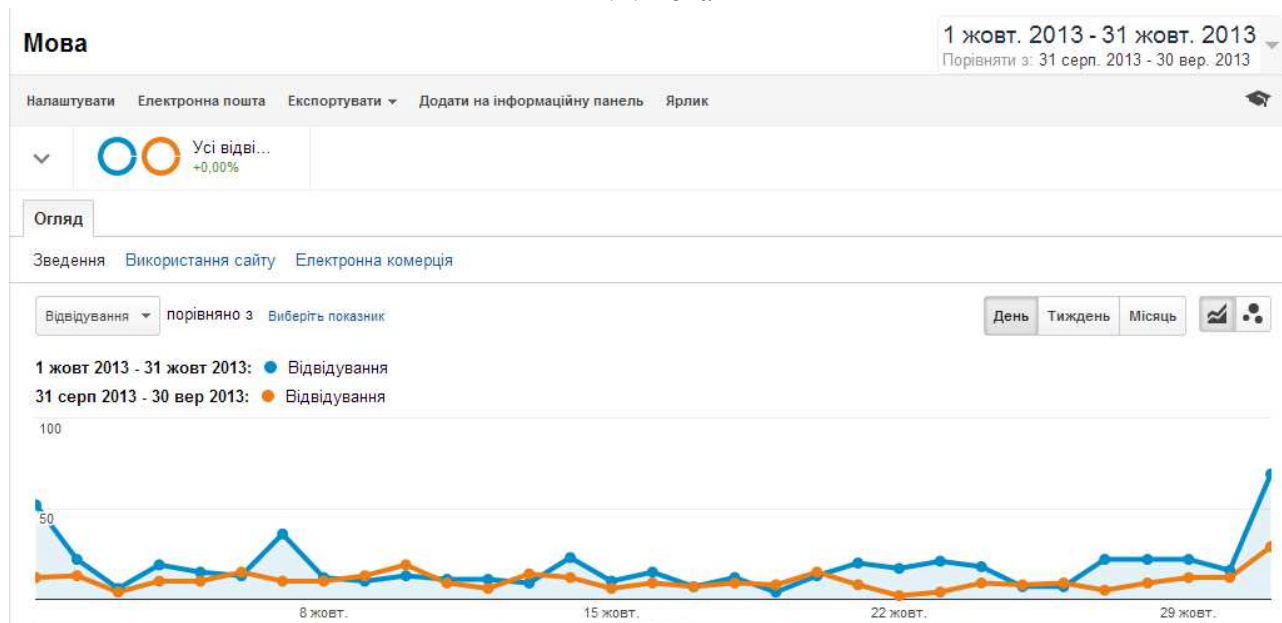 Мова
1 жовт. 2013 - 31 жовт. 2013
Порівняти з: 31 серп. 2013 - 30 вер. 2013
Налаштувати Електронна пошта Експортувати Додати на інформаційну панель Ярлик
Усі відві...
+0,00%
Огляд
Зведення Використання сайту Електронна комерція
Відвідування порівняно з Виберіть показник
День Тиждень Місяць
1 жовт 2013 - 31 жовт 2013: Відвідування
31 серп 2013 - 30 вер 2013: Відвідування
100
50
8 жовт. 15 жовт. 22 жовт. 29 жовт.